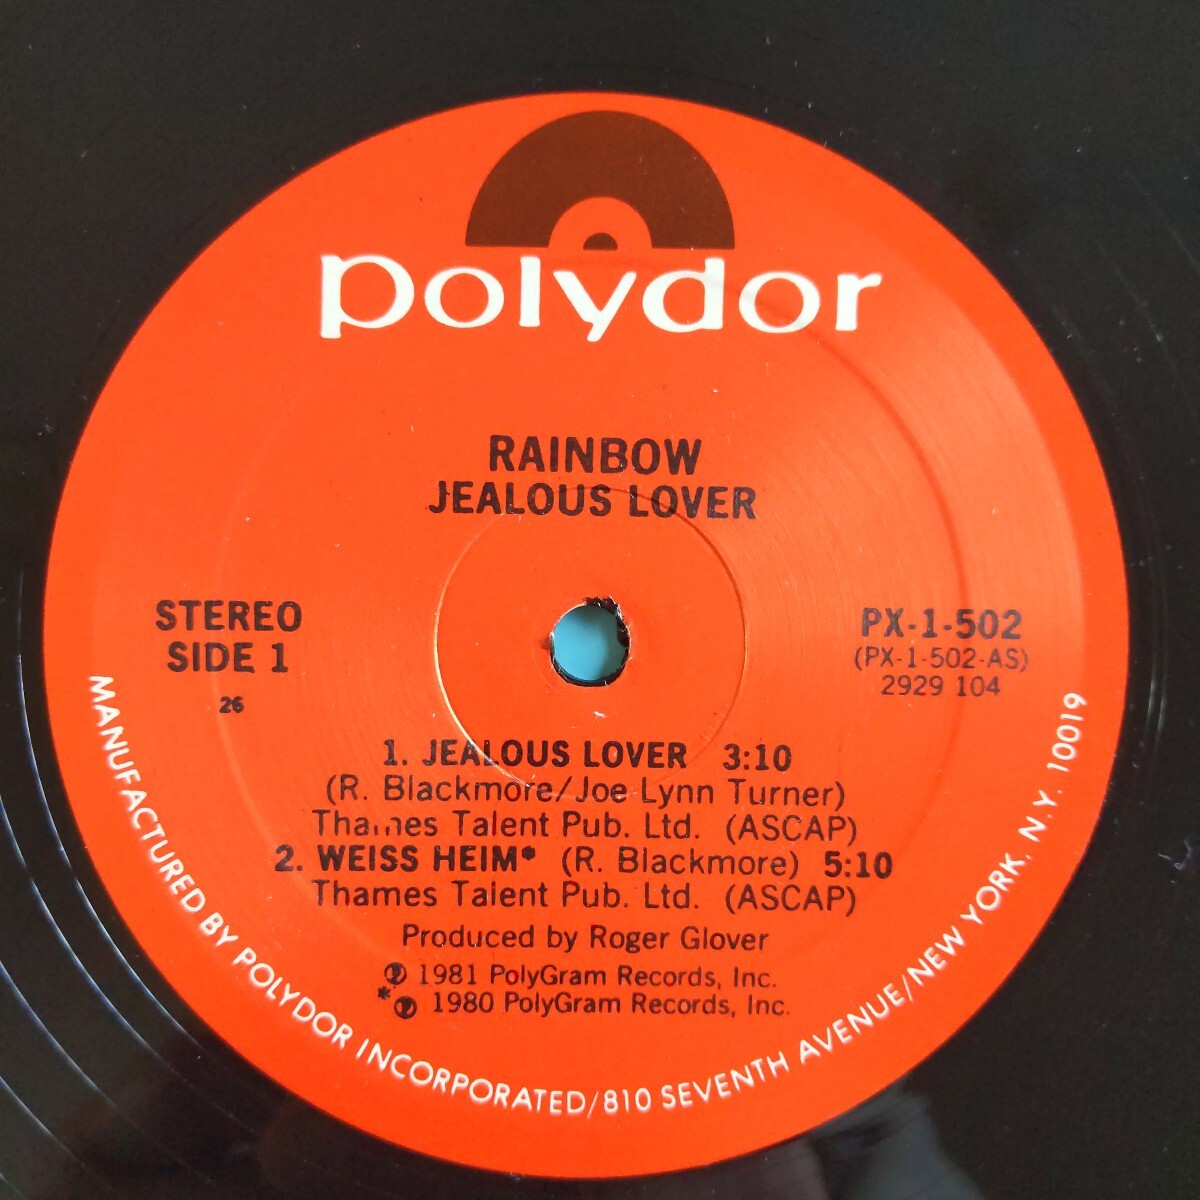 polydor
RAINBOW
JEALOUS LOVER
STEREO
SIDE 1
26
PX-1-502
(PX-1-502-AS)
2929 104
1. JEALOUS LOVER 3:10
(R. Blackmore/Joe Lynn Turner)
Thames Talent Pub. Ltd. (ASCAP)
2. WEISS HEIM* (R. Blackmore) 5:10
Thames Talent Pub. Ltd. (ASCAP)
Produced by Roger Glover
℗ 1981 PolyGram Records, Inc.
*℗ 1980 PolyGram Records, Inc.
MANUFACTURED BY POLYDOR INCORPORATED/810 SEVENTH AVENUE/NEW YORK, N.Y. 10019